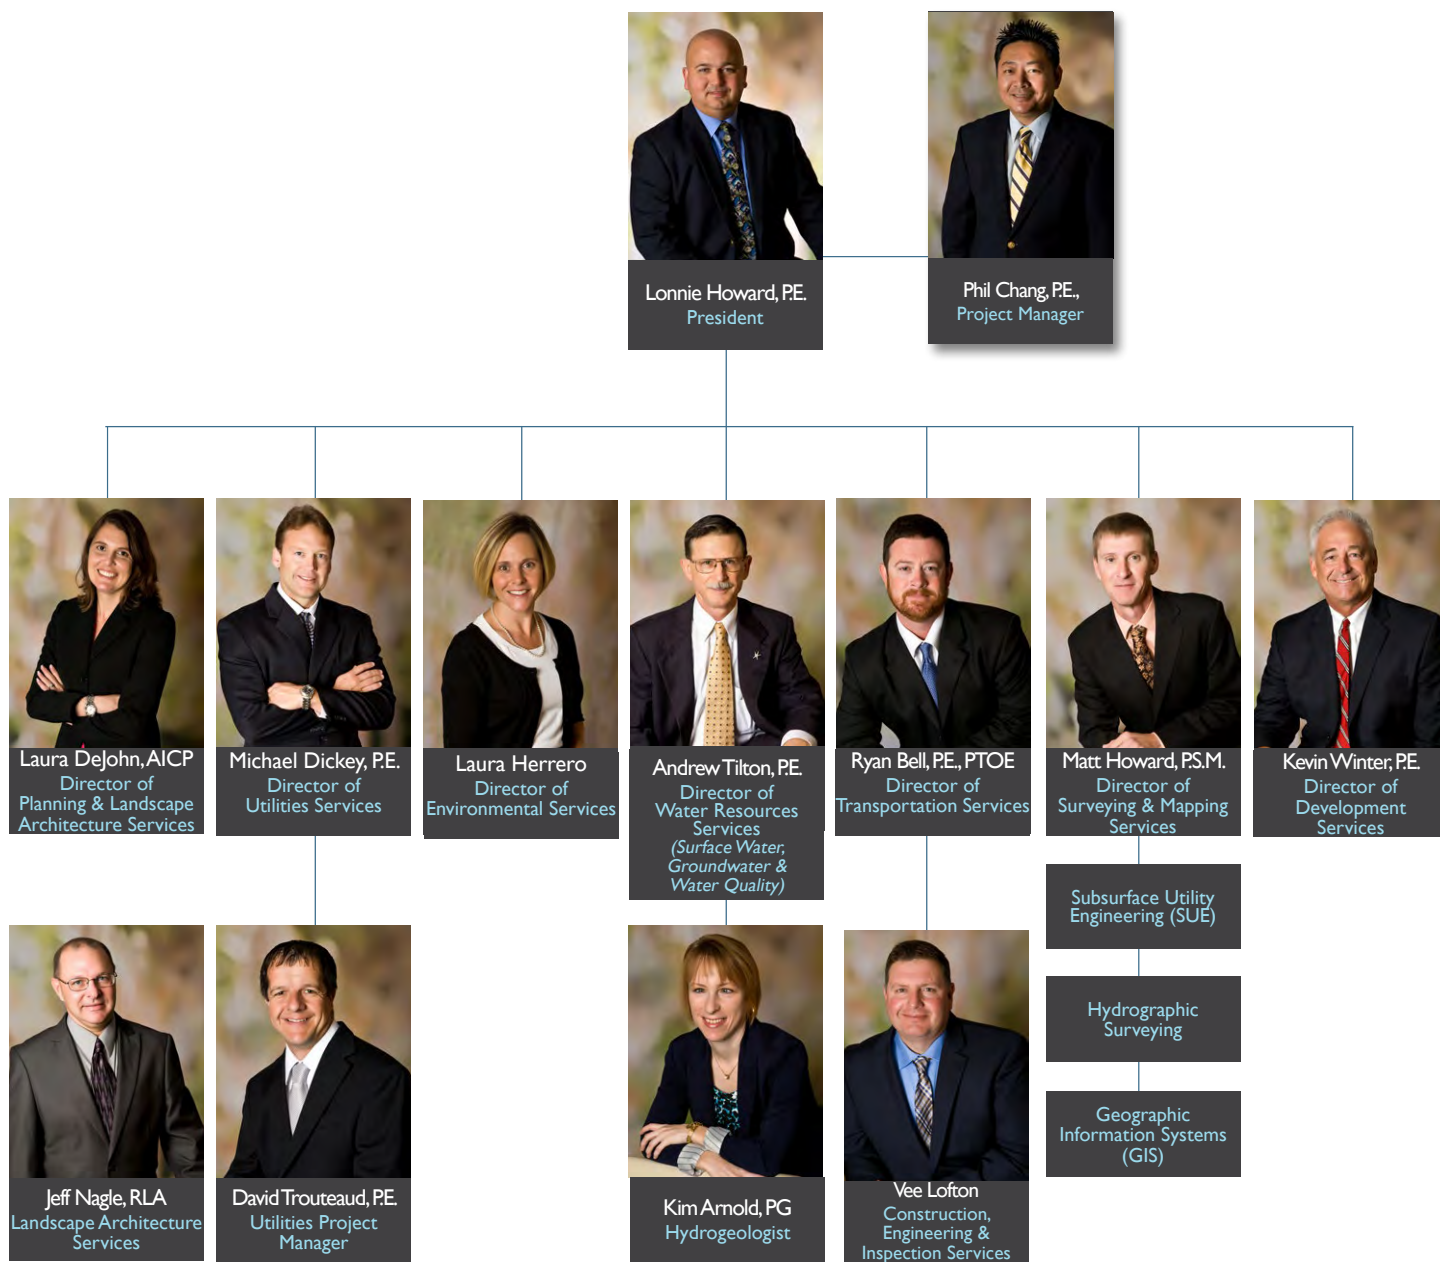 Lonnie Howard, P.E.
President
Phil Chang, P.E.,
Project Manager
Laura DeJohn, AICP
Director of
Planning & Landscape
Architecture Services
Michael Dickey, P.E.
Director of
Utilities Services
Laura Herrero
Director of
Environmental Services
Andrew Tilton, P.E.
Director of
Water Resources
Services
(Surface Water,
Groundwater &
Water Quality)
Ryan Bell, P.E., PTOE
Director of
Transportation Services
Matt Howard, P.S.M.
Director of
Surveying & Mapping
Services
Kevin Winter, P.E.
Director of
Development
Services
Subsurface Utility
Engineering (SUE)
Hydrographic
Surveying
Geographic
Information Systems
(GIS)
Jeff Nagle, RLA
Landscape Architecture
Services
David Trouteaud, P.E.
Utilities Project
Manager
Kim Arnold, PG
Hydrogeologist
Vee Lofton
Construction,
Engineering &
Inspection Services